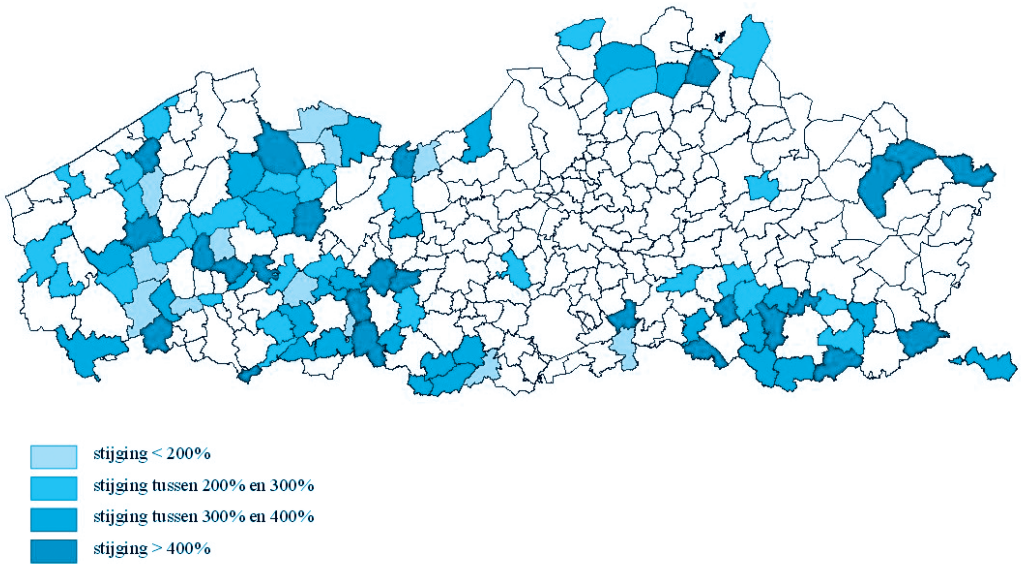 stijging < 200%
stijging tussen 200% en 300%
stijging tussen 300% en 400%
stijging > 400%